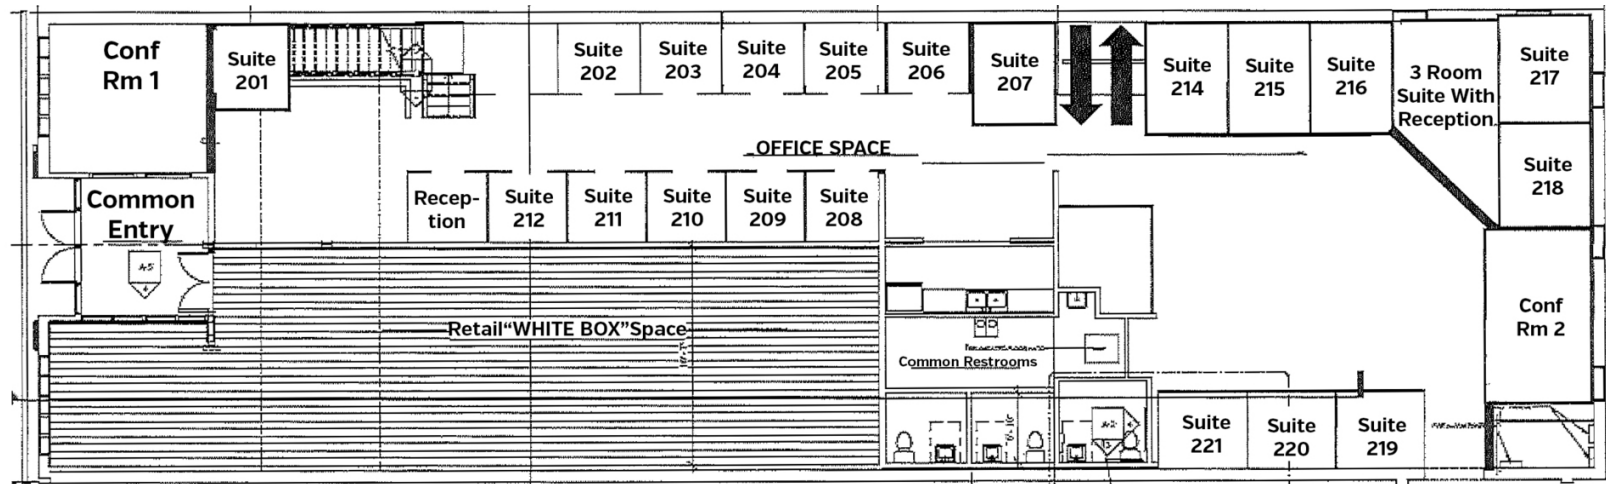 Conf
Rm 1
Suite
201
Suite
202
Suite
203
Suite
204
Suite
205
Suite
206
Suite
207
Suite
214
Suite
215
Suite
216
3 Room
Suite With
Reception
Suite
217
Suite
218
OFFICE SPACE
Common
Entry
Recep-
tion
Suite
212
Suite
211
Suite
210
Suite
209
Suite
208
Retail“WHITE BOX”Space
Common Restrooms
Conf
Rm 2
Suite
221
Suite
220
Suite
219